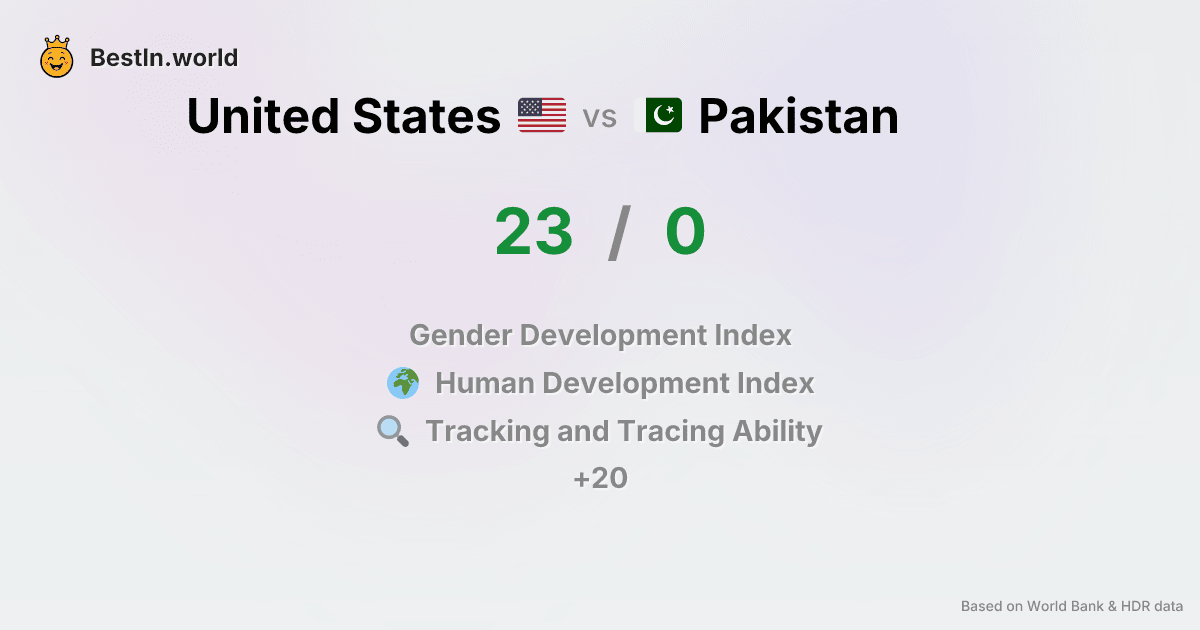 BestIn.world
United States vs Pakistan
23 / 0
Gender Development Index
Human Development Index
Tracking and Tracing Ability
+20
Based on World Bank & HDR data